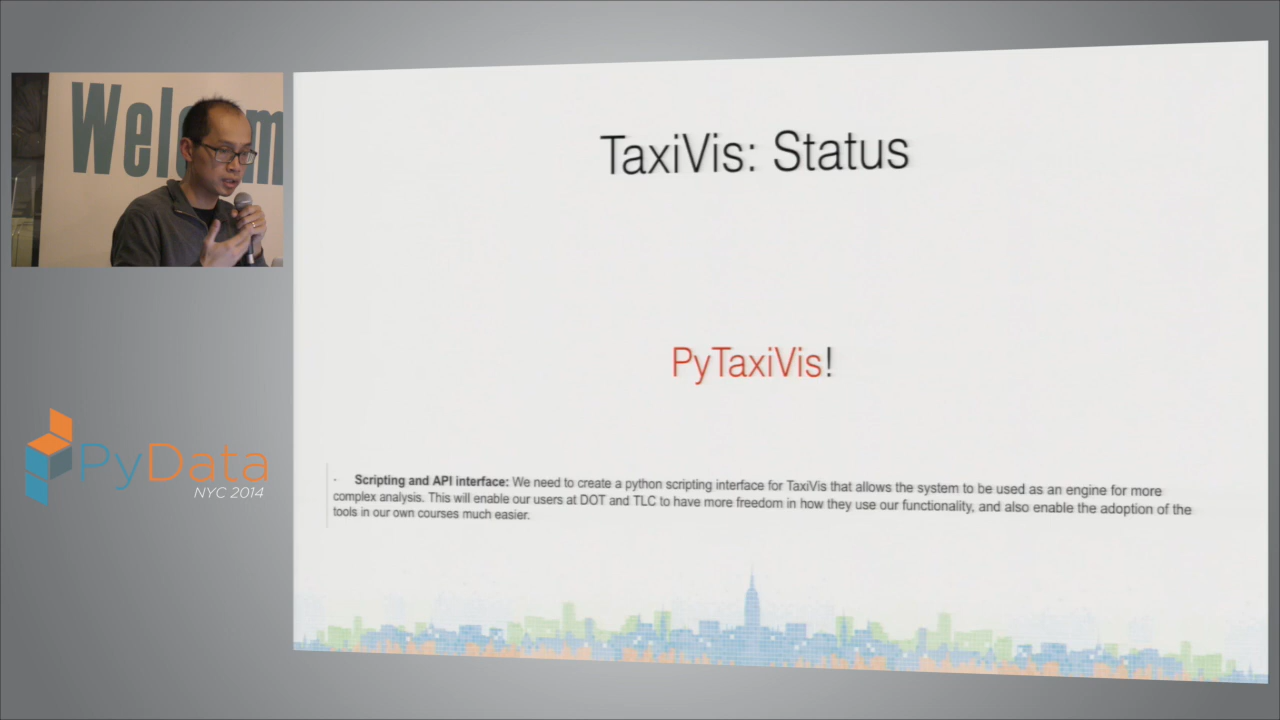 Welcom
TaxiVis: Status
PyTaxiVis!
Scripting and API interface: We need to create a python scripting interface for TaxiVis that allows the system to be used as an engine for more
complex analysis. This will enable our users at DOT and TLC to have more freedom in how they use our functionality, and also enable the adoption of the
tools in our own courses much easier.
PyData
NYC 2014